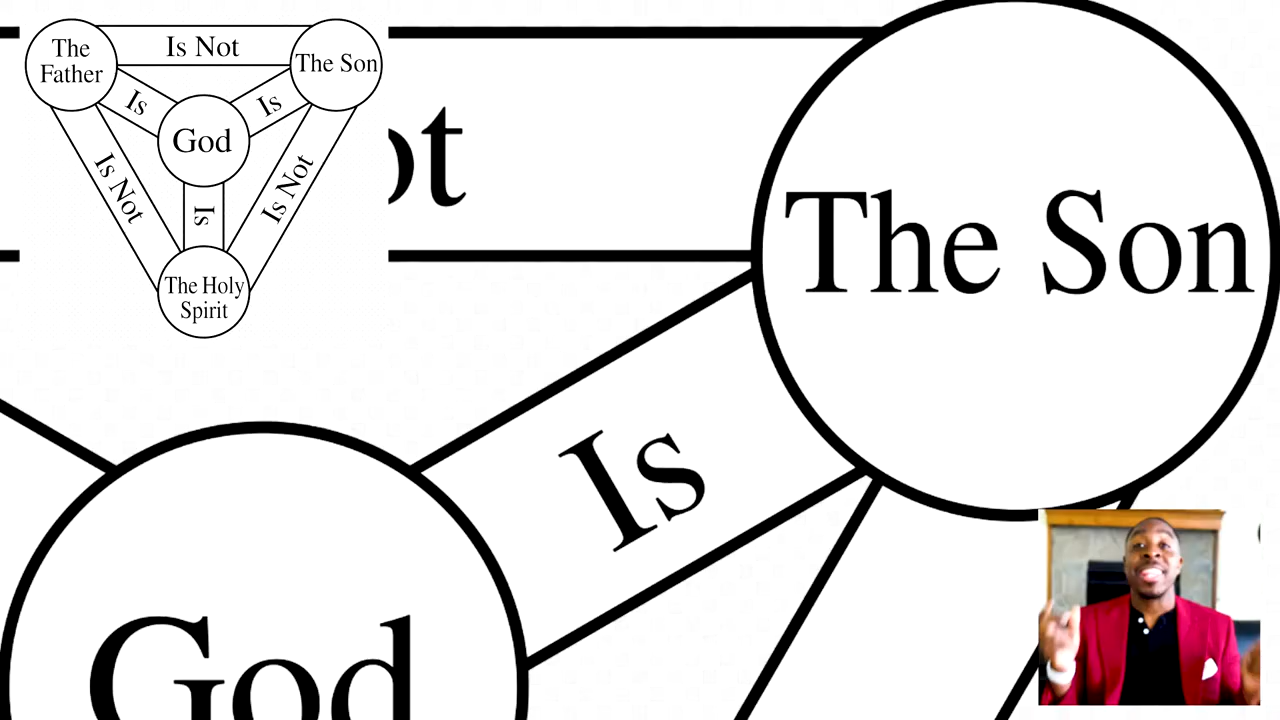 The
Father
Is Not
The Son
Is
Is
God
Is Not
Is
Is Not
The Holy
Spirit
ot
The Son
Is
God